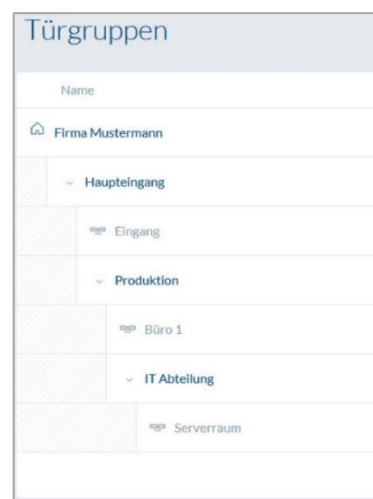 Türgruppen
Name
Firma Mustermann
Haupteingang
Eingang
Produktion
Büro 1
IT Abteilung
Serverraum